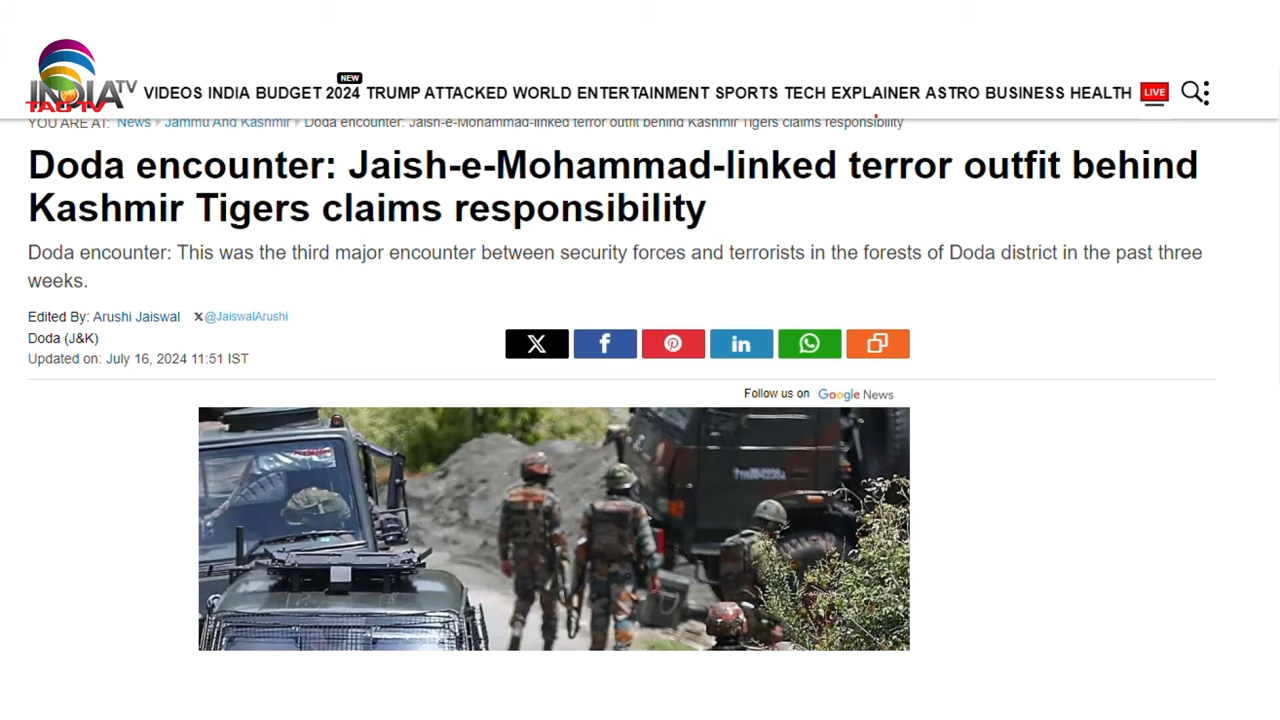 INDIA TV
TAG TV
NEW
VIDEOS INDIA BUDGET 2024 TRUMP ATTACKED WORLD ENTERTAINMENT SPORTS TECH EXPLAINER ASTRO BUSINESS HEALTH LIVE
YOU ARE AT: News Jammu And Kashmir Doda encounter: Jaish-e-Mohammad-linked terror outfit behind Kashmir Tigers claims responsibility
Doda encounter: Jaish-e-Mohammad-linked terror outfit behind
Kashmir Tigers claims responsibility
Doda encounter: This was the third major encounter between security forces and terrorists in the forests of Doda district in the past three
weeks.
Edited By: Arushi Jaiswal @JaiswalArushi
Doda (J&K)
Updated on: July 16, 2024 11:51 IST
Follow us on Google News